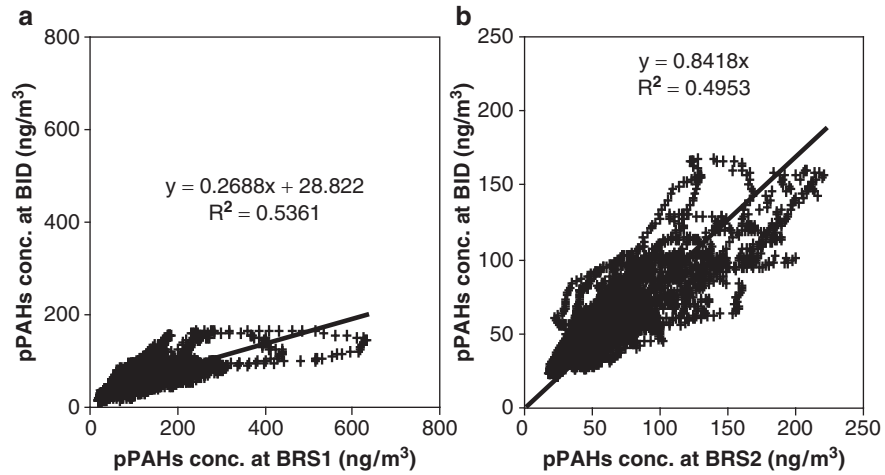 a
800
600
400
200
0
pPAHs conc. at BID (ng/m³)
y = 0.2688x + 28.822
R² = 0.5361
0 200 400 600 800
pPAHs conc. at BRS1 (ng/m³)
b
250
200
150
100
50
0
pPAHs conc. at BID (ng/m³)
y = 0.8418x
R² = 0.4953
0 50 100 150 200 250
pPAHs conc. at BRS2 (ng/m³)